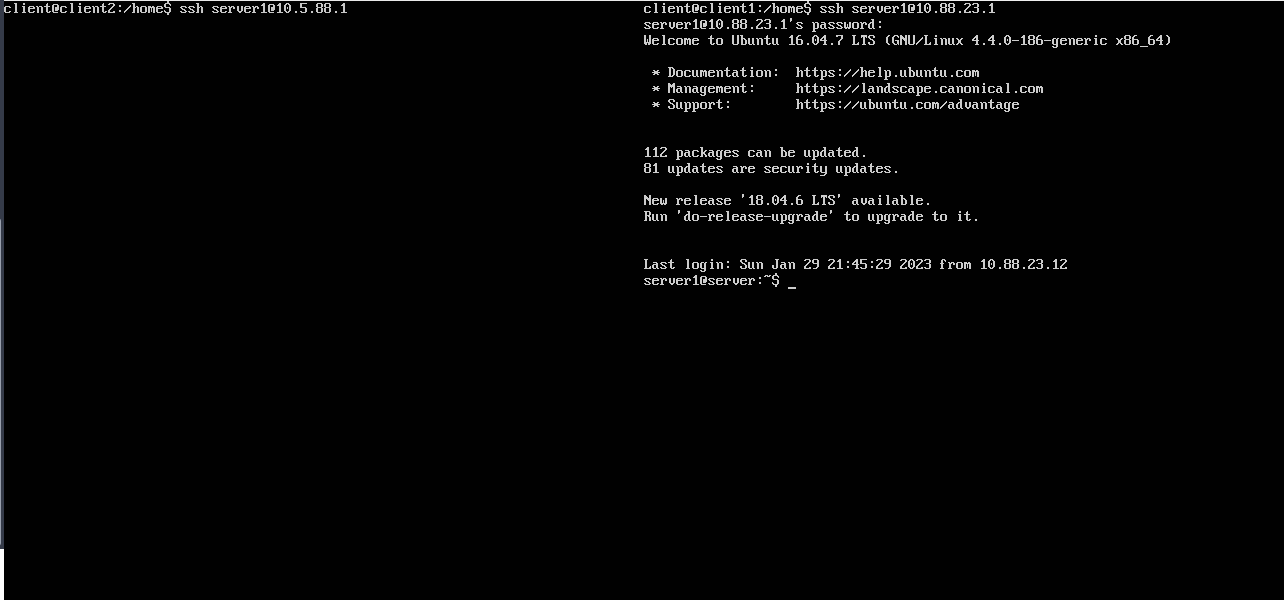 client@client2:/home$ ssh server1@10.5.88.1
client@client1:/home$ ssh server1@10.88.23.1
server1@10.88.23.1's password:
Welcome to Ubuntu 16.04.7 LTS (GNU/Linux 4.4.0-186-generic x86_64)
* Documentation:  https://help.ubuntu.com
* Management:     https://landscape.canonical.com
* Support:        https://ubuntu.com/advantage
112 packages can be updated.
81 updates are security updates.
New release '18.04.6 LTS' available.
Run 'do-release-upgrade' to upgrade to it.
Last login: Sun Jan 29 21:45:29 2023 from 10.88.23.12
server1@server:~$ _